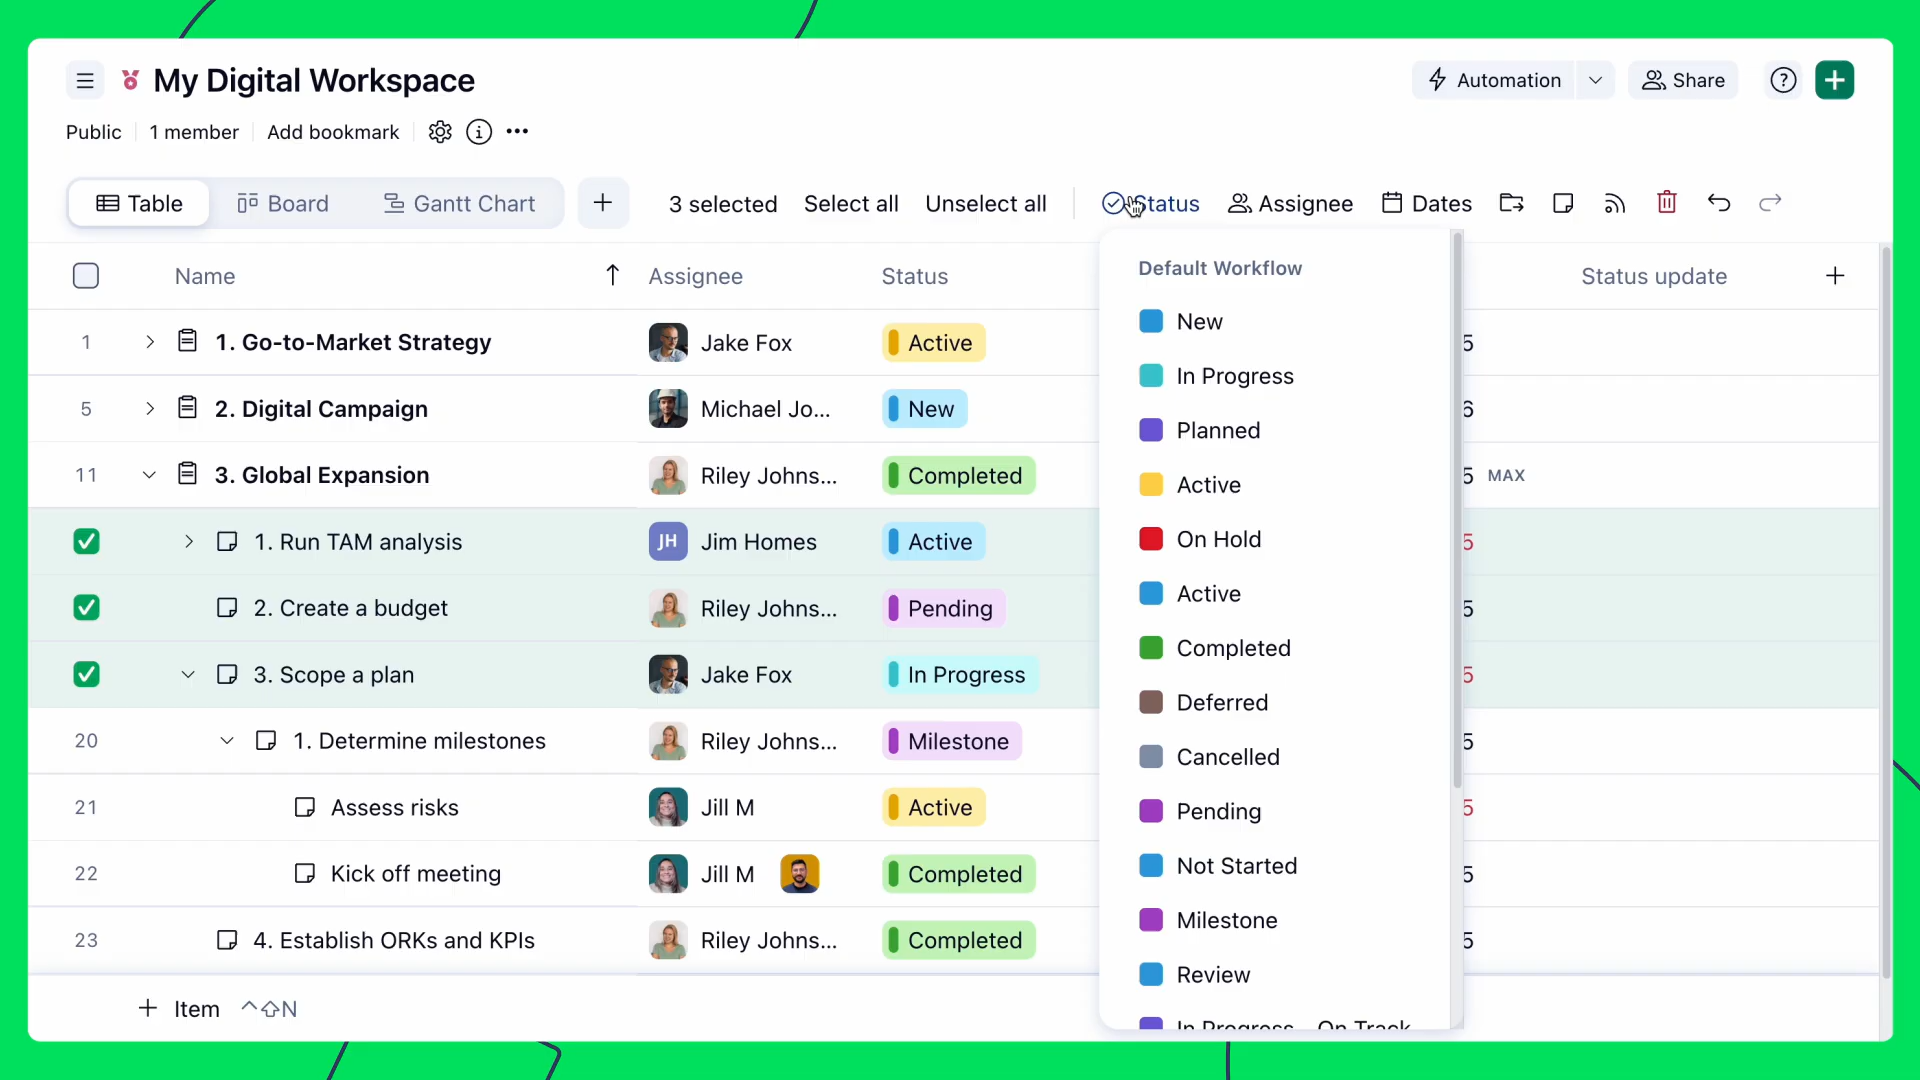 My Digital Workspace
Automation
Share
Public 1 member Add bookmark
Table Board Gantt Chart
3 selected Select all Unselect all Status Assignee Dates
Name Assignee Status Status update
Default Workflow
New
In Progress
Planned
Active
On Hold
Active
Completed
Deferred
Cancelled
Pending
Not Started
Milestone
Review
In Progress – On Track
1 1. Go-to-Market Strategy Jake Fox Active 5
5 2. Digital Campaign Michael Jo... New 6
11 3. Global Expansion Riley Johns... Completed 5 MAX
1. Run TAM analysis JH Jim Homes Active 5
2. Create a budget Riley Johns... Pending 5
3. Scope a plan Jake Fox In Progress 5
20 1. Determine milestones Riley Johns... Milestone 5
21 Assess risks Jill M Active 5
22 Kick off meeting Jill M Completed 5
23 4. Establish ORKs and KPIs Riley Johns... Completed 5
+ Item ^⇧N